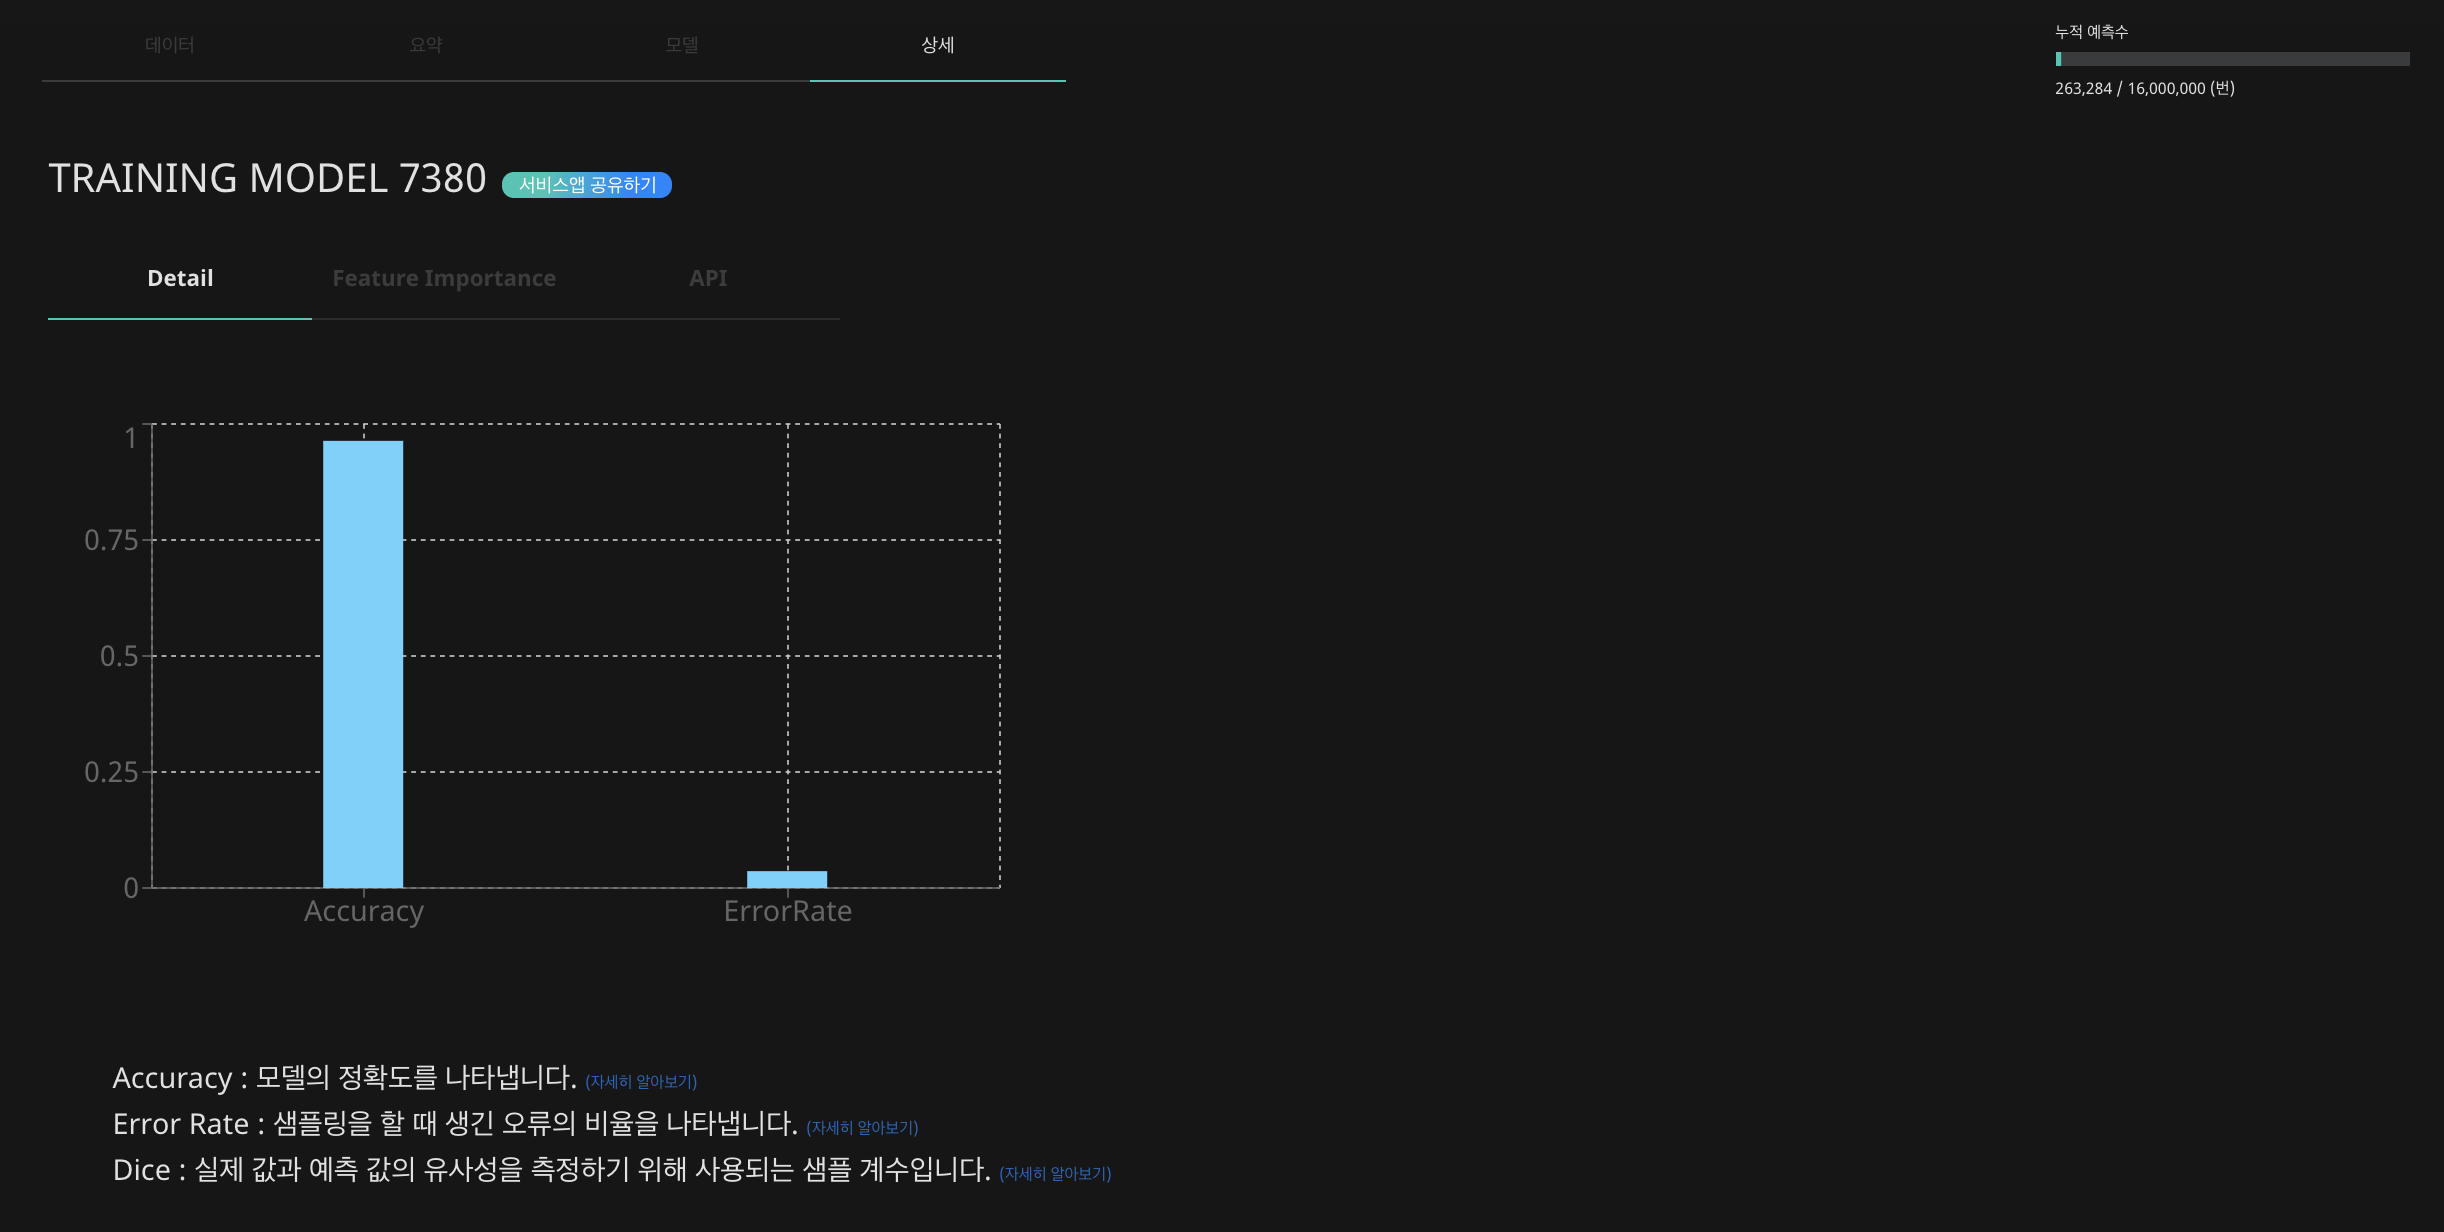 데이터 요약 모델 상세
누적 예측수
263,284 / 16,000,000 (번)
TRAINING MODEL 7380 서비스앱 공유하기
Detail Feature Importance API
1
0.75
0.5
0.25
0
Accuracy ErrorRate
Accuracy : 모델의 정확도를 나타냅니다. (자세히 알아보기)
Error Rate : 샘플링을 할 때 생긴 오류의 비율을 나타냅니다. (자세히 알아보기)
Dice : 실제 값과 예측 값의 유사성을 측정하기 위해 사용되는 샘플 계수입니다. (자세히 알아보기)